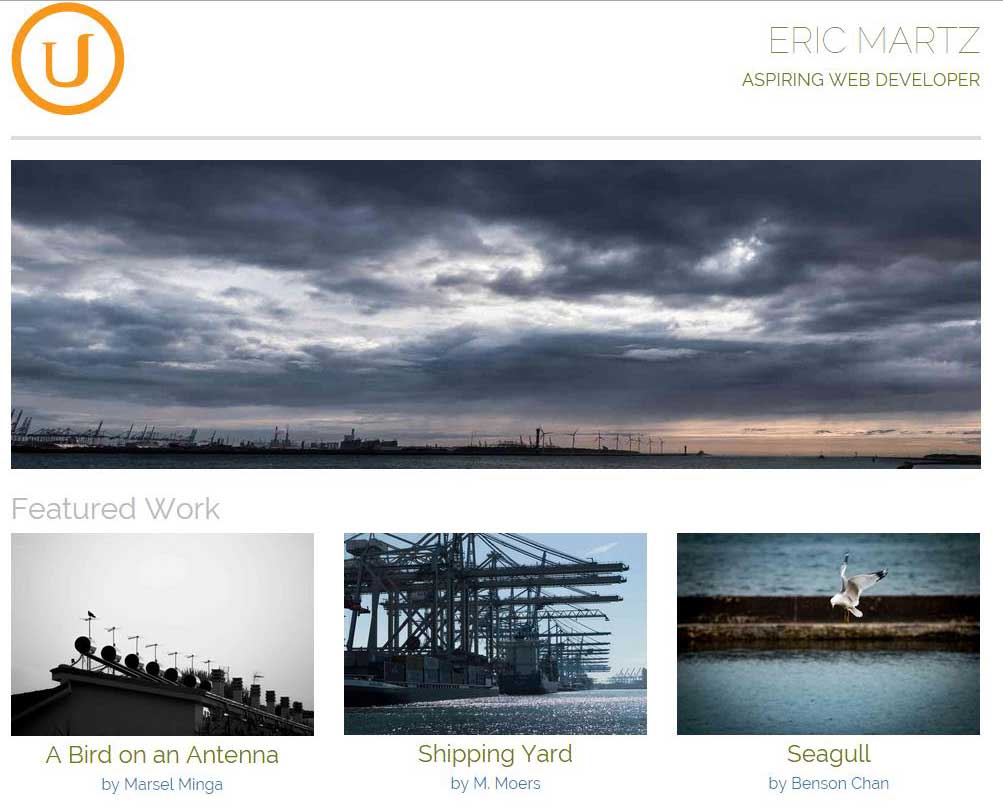 U
ERIC MARTZ
ASPIRING WEB DEVELOPER
Featured Work
A Bird on an Antenna
by Marsel Minga
Shipping Yard
by M. Moers
Seagull
by Benson Chan